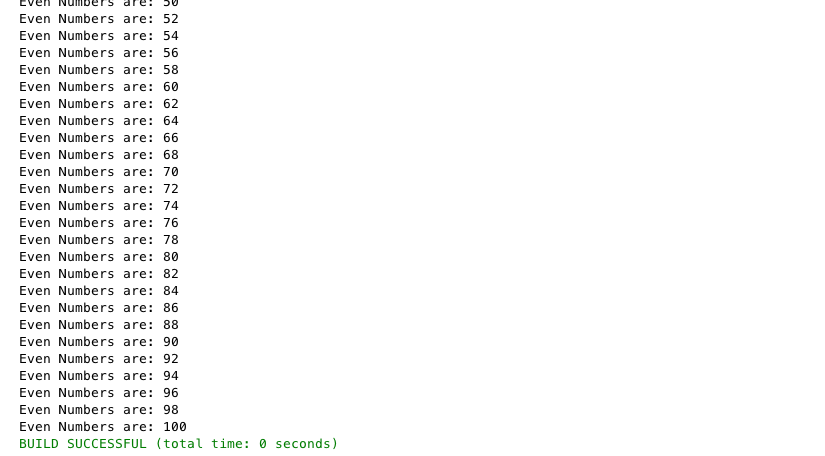 Even Numbers are: 50
Even Numbers are: 52
Even Numbers are: 54
Even Numbers are: 56
Even Numbers are: 58
Even Numbers are: 60
Even Numbers are: 62
Even Numbers are: 64
Even Numbers are: 66
Even Numbers are: 68
Even Numbers are: 70
Even Numbers are: 72
Even Numbers are: 74
Even Numbers are: 76
Even Numbers are: 78
Even Numbers are: 80
Even Numbers are: 82
Even Numbers are: 84
Even Numbers are: 86
Even Numbers are: 88
Even Numbers are: 90
Even Numbers are: 92
Even Numbers are: 94
Even Numbers are: 96
Even Numbers are: 98
Even Numbers are: 100
BUILD SUCCESSFUL (total time: 0 seconds)